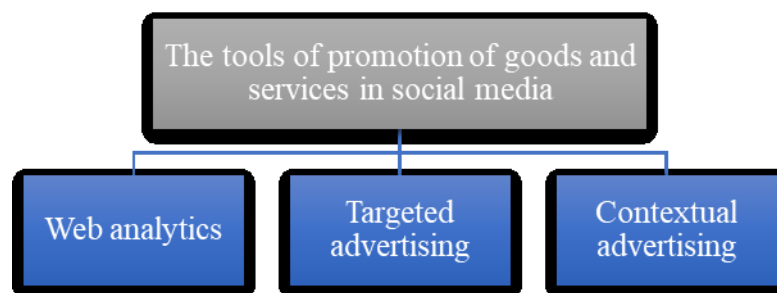 The tools of promotion of goods and
services in social media
Web analytics
Targeted
advertising
Contextual
advertising